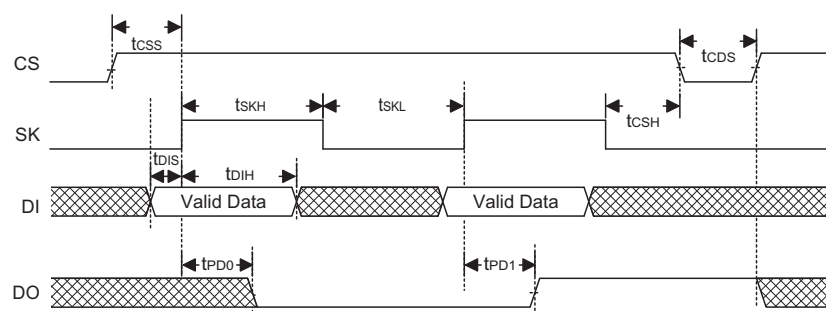 tCSS
tCDS
CS
tSKH
tSKL
tCSH
SK
tDIS
tDIH
DI
Valid Data
Valid Data
tPD0
tPD1
DO